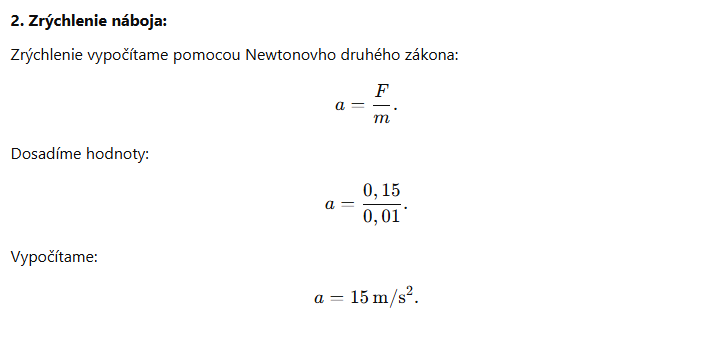 2. Zrýchlenie náboja:
Zrýchlenie vypočítame pomocou Newtonovho druhého zákona:
a = F/m.
Dosadíme hodnoty:
a = 0,15/0,01.
Vypočítame:
a = 15 m/s².